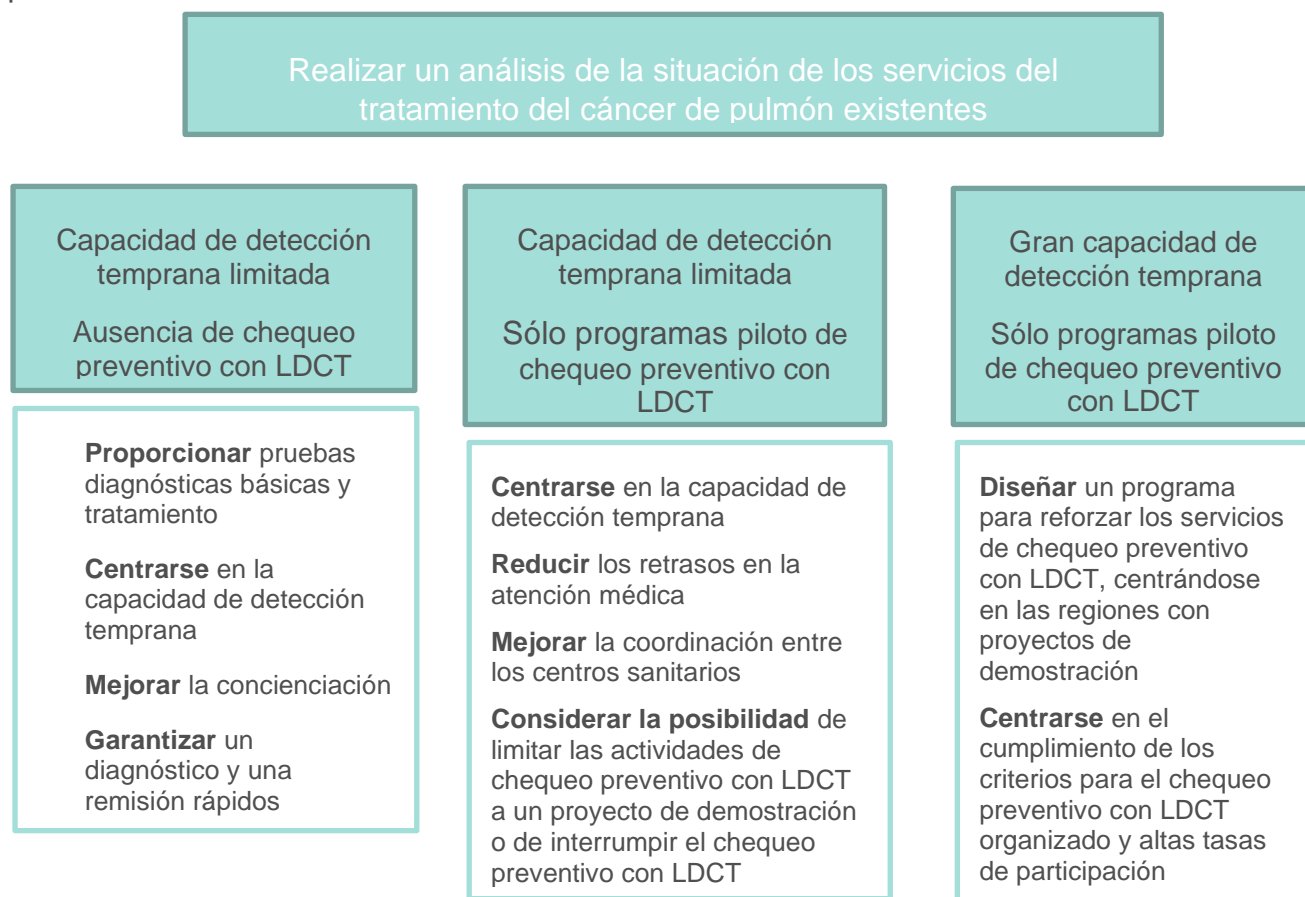 Realizar un análisis de la situación de los servicios del
tratamiento del cáncer de pulmón existentes
Capacidad de detección
temprana limitada
Ausencia de chequeo
preventivo con LDCT
Proporcionar pruebas
diagnósticas básicas y
tratamiento
Centrarse en la
capacidad de detección
temprana
Mejorar la concienciación
Garantizar un
diagnóstico y una
remisión rápidos
Capacidad de detección
temprana limitada
Sólo programas piloto de
chequeo preventivo con
LDCT
Centrarse en la capacidad de
detección temprana
Reducir los retrasos en la
atención médica
Mejorar la coordinación entre
los centros sanitarios
Considerar la posibilidad de
limitar las actividades de
chequeo preventivo con LDCT
a un proyecto de demostración
o de interrumpir el chequeo
preventivo con LDCT
Gran capacidad de
detección temprana
Sólo programas piloto
de chequeo preventivo
con LDCT
Diseñar un programa
para reforzar los servicios
de chequeo preventivo
con LDCT, centrándose
en las regiones con
proyectos de
demostración
Centrarse en el
cumplimiento de los
criterios para el chequeo
preventivo con LDCT
organizado y altas tasas
de participación